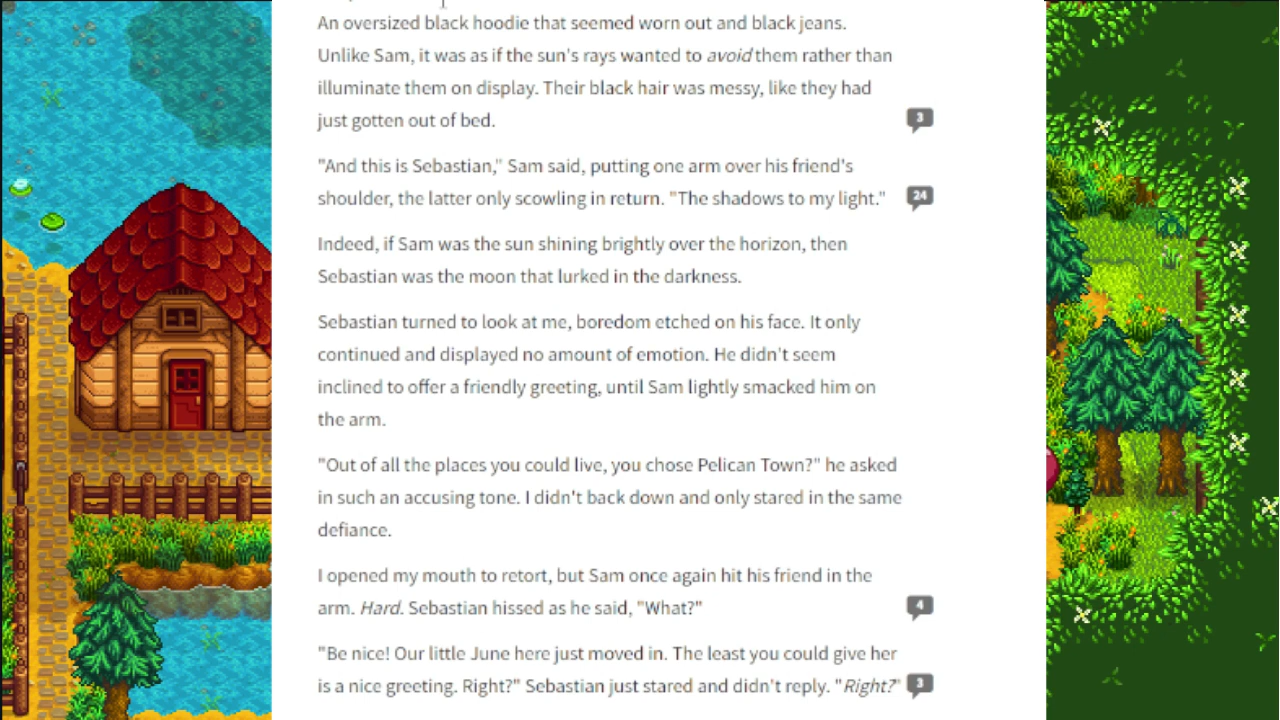 An oversized black hoodie that seemed worn out and black jeans.
Unlike Sam, it was as if the sun's rays wanted to avoid them rather than
illuminate them on display. Their black hair was messy, like they had
just gotten out of bed.
3
"And this is Sebastian," Sam said, putting one arm over his friend's
shoulder, the latter only scowling in return. "The shadows to my light."
24
Indeed, if Sam was the sun shining brightly over the horizon, then
Sebastian was the moon that lurked in the darkness.
Sebastian turned to look at me, boredom etched on his face. It only
continued and displayed no amount of emotion. He didn't seem
inclined to offer a friendly greeting, until Sam lightly smacked him on
the arm.
"Out of all the places you could live, you chose Pelican Town?" he asked
in such an accusing tone. I didn't back down and only stared in the same
defiance.
I opened my mouth to retort, but Sam once again hit his friend in the
arm. Hard. Sebastian hissed as he said, "What?"
4
"Be nice! Our little June here just moved in. The least you could give her
is a nice greeting. Right?" Sebastian just stared and didn't reply. "Right?"
3